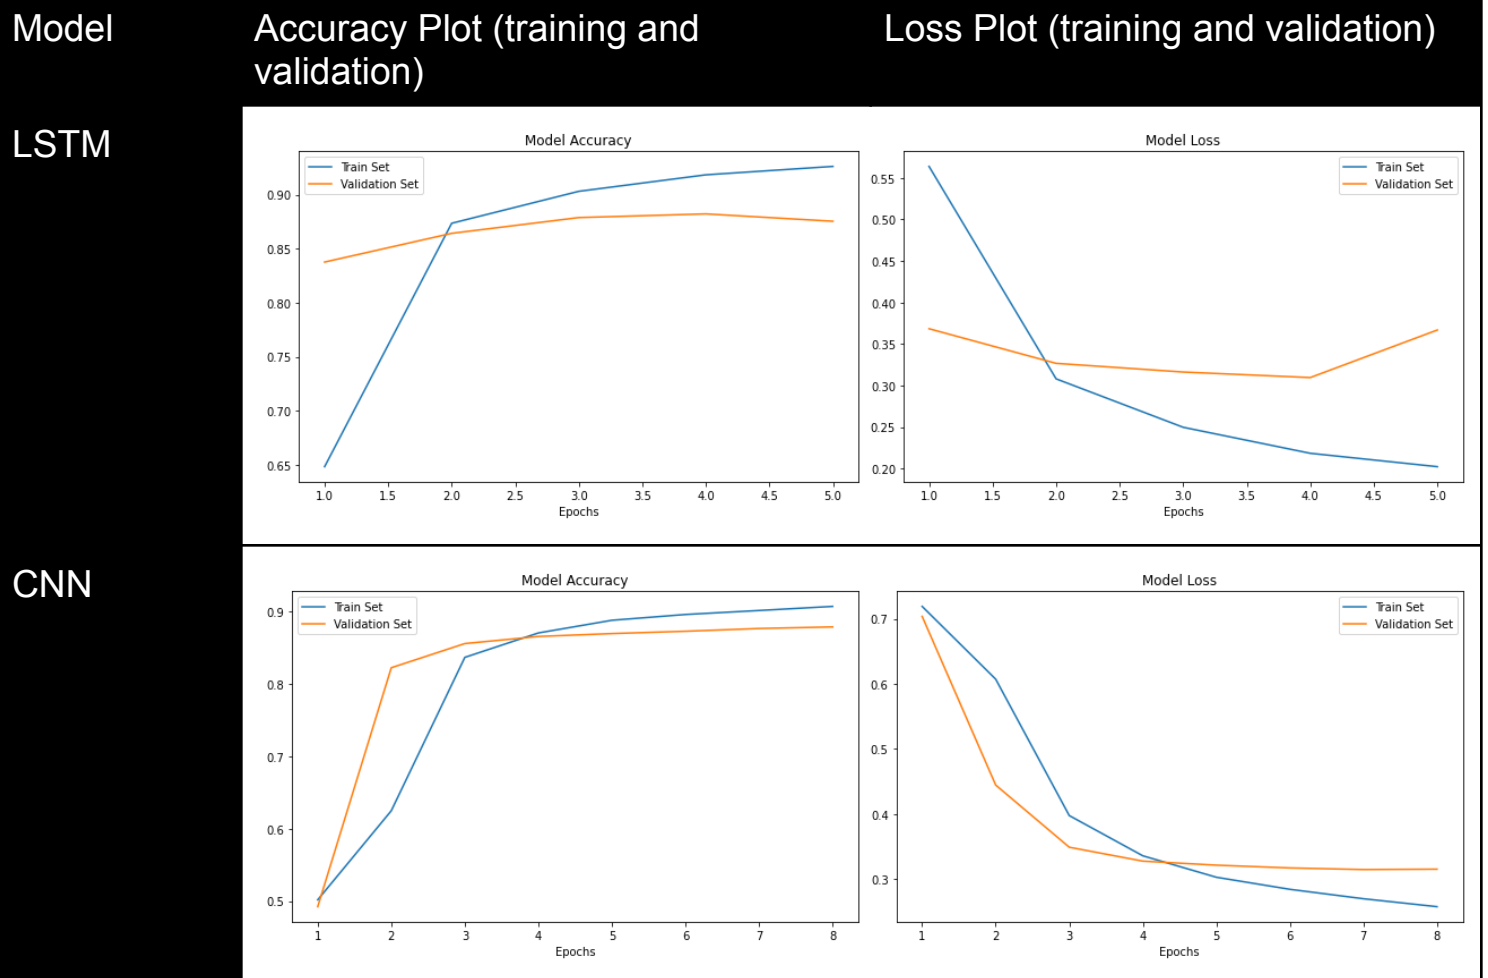 Model
Accuracy Plot (training and
validation)
Loss Plot (training and validation)
LSTM
Model Accuracy
Train Set
Validation Set
0.90
0.85
0.80
0.75
0.70
0.65
1.0 1.5 2.0 2.5 3.0 3.5 4.0 4.5 5.0
Epochs
Model Loss
Train Set
Validation Set
0.55
0.50
0.45
0.40
0.35
0.30
0.25
0.20
1.0 1.5 2.0 2.5 3.0 3.5 4.0 4.5 5.0
Epochs
CNN
Model Accuracy
Train Set
Validation Set
0.9
0.8
0.7
0.6
0.5
1 2 3 4 5 6 7 8
Epochs
Model Loss
Train Set
Validation Set
0.7
0.6
0.5
0.4
0.3
1 2 3 4 5 6 7 8
Epochs